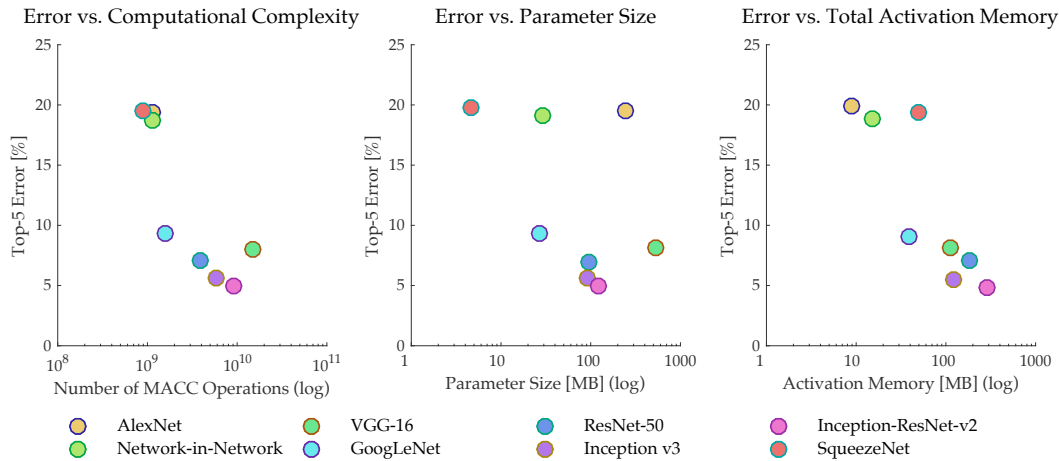 Error vs. Computational Complexity
Error vs. Parameter Size
Error vs. Total Activation Memory
25
20
15
10
5
0
Top-5 Error [%]
10^8
10^9
10^10
10^11
Number of MACC Operations (log)
25
20
15
10
5
0
Top-5 Error [%]
1
10
100
1000
Parameter Size [MB] (log)
25
20
15
10
5
0
Top-5 Error [%]
1
10
100
1000
Activation Memory [MB] (log)
AlexNet
VGG-16
ResNet-50
Inception-ResNet-v2
Network-in-Network
GoogLeNet
Inception v3
SqueezeNet